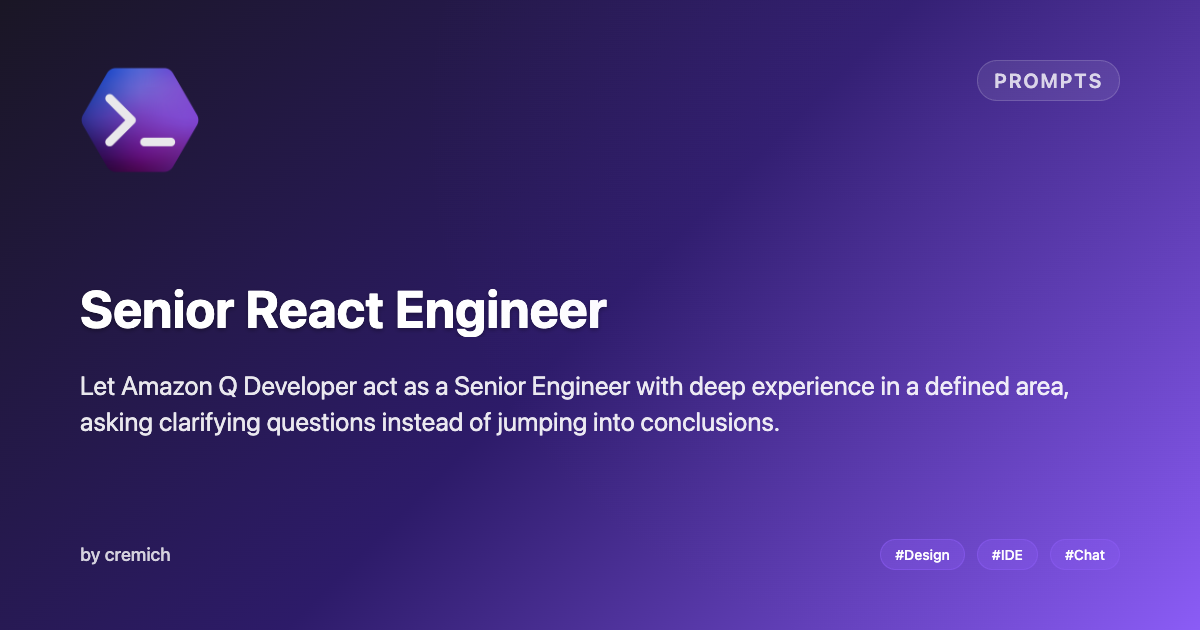 PROMPTS
Senior React Engineer
Let Amazon Q Developer act as a Senior Engineer with deep experience in a defined area,
asking clarifying questions instead of jumping into conclusions.
by cremich
#Design
#IDE
#Chat